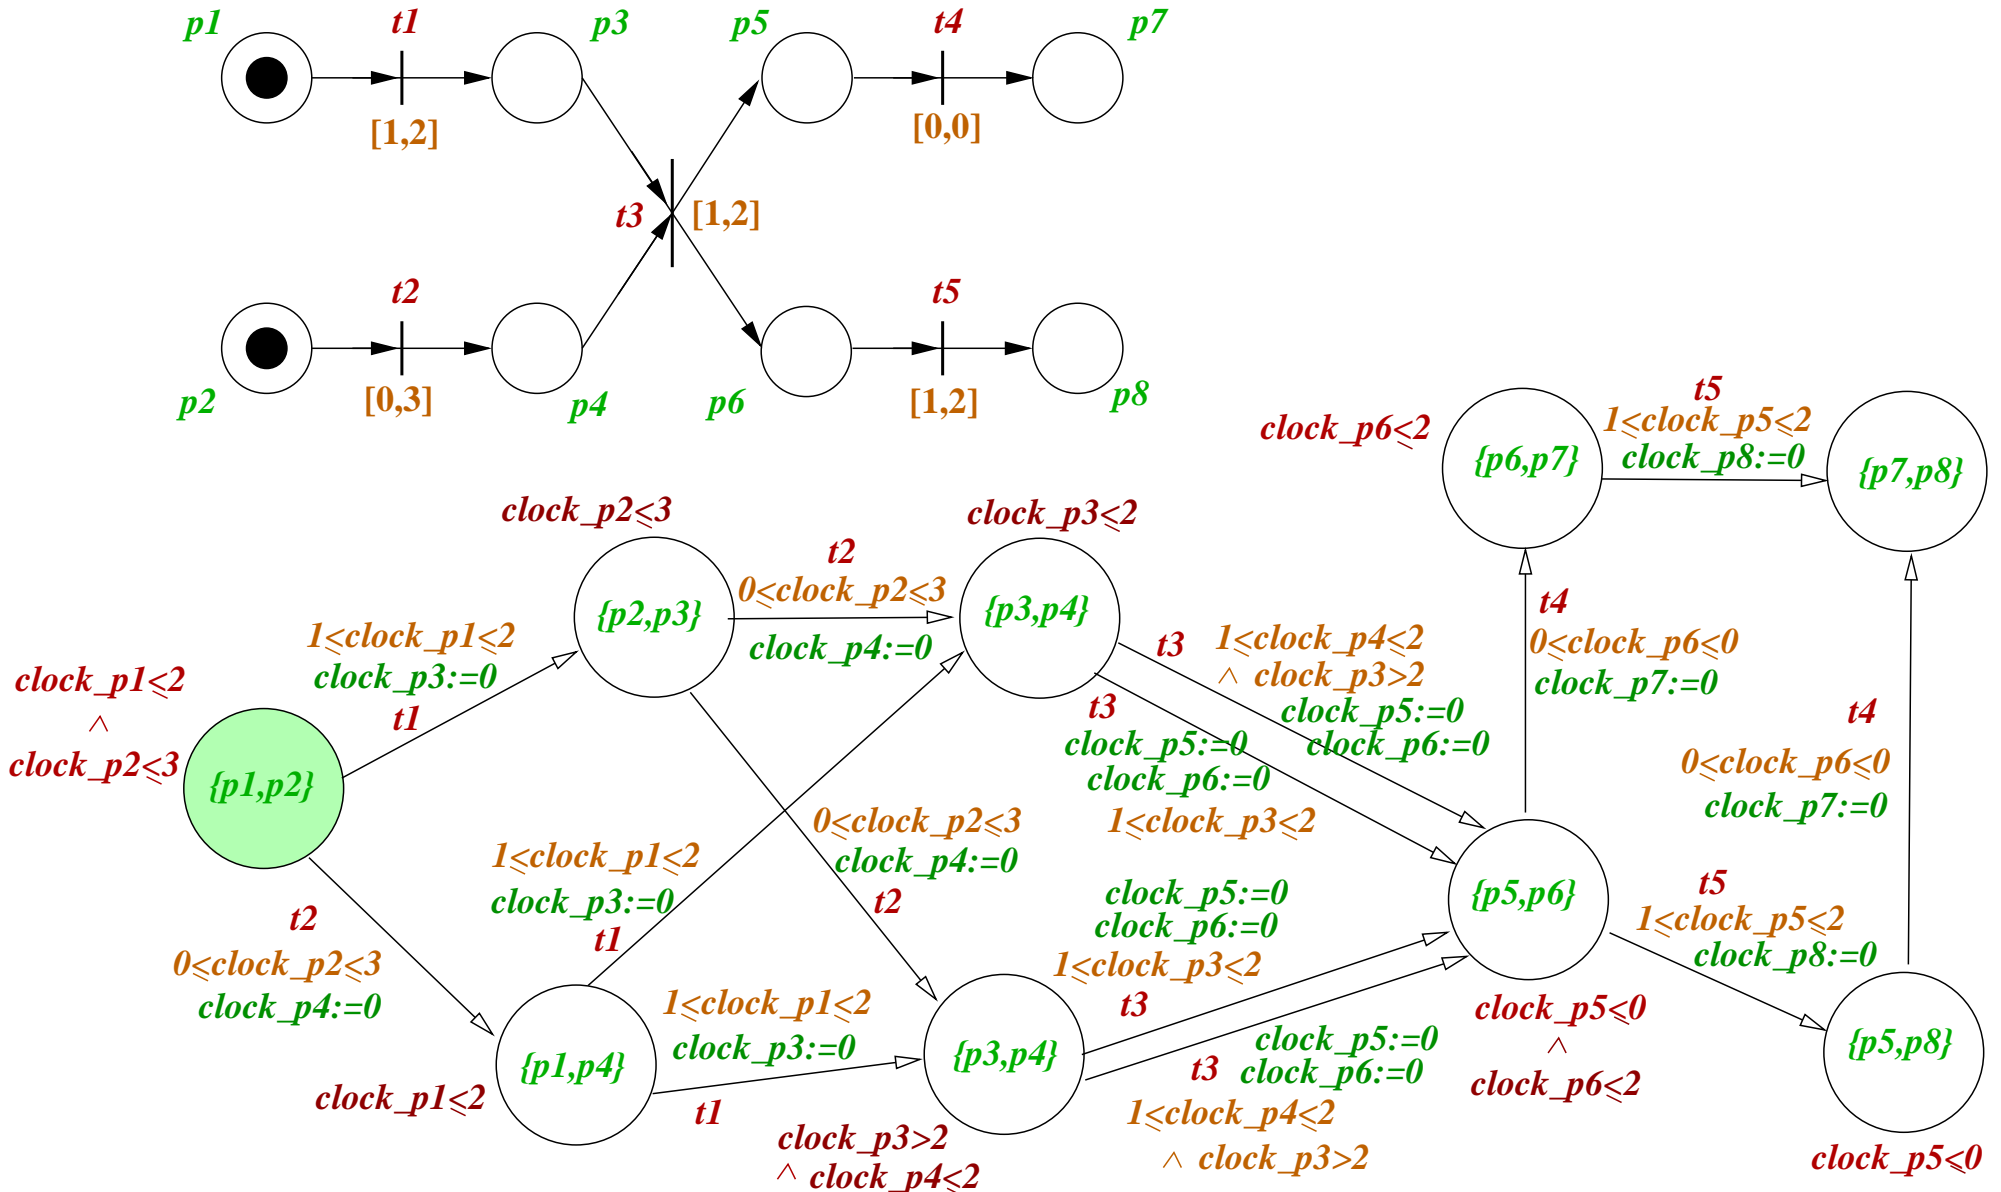 p1
t1
p3
p5
t4
p7
[1,2]
[0,0]
t3
[1,2]
t2
t5
p2
[0,3]
p4
p6
[1,2]
p8
clock_p6≤2
{p6,p7}
t5
1≤clock_p5≤2
clock_p8:=0
{p7,p8}
clock_p2≤3
{p2,p3}
t2
0≤clock_p2≤3
clock_p4:=0
clock_p3≤2
{p3,p4}
1≤clock_p1≤2
clock_p3:=0
t1
clock_p1≤2
∧
clock_p2≤3
{p1,p2}
t3
1≤clock_p4≤2
∧ clock_p3>2
clock_p5:=0
clock_p6:=0
t3
clock_p5:=0
clock_p6:=0
1≤clock_p3≤2
t4
0≤clock_p6≤0
clock_p7:=0
t4
0≤clock_p6≤0
clock_p7:=0
0≤clock_p2≤3
clock_p4:=0
t2
1≤clock_p1≤2
clock_p3:=0
t1
t2
0≤clock_p2≤3
clock_p4:=0
{p1,p4}
clock_p1≤2
1≤clock_p1≤2
clock_p3:=0
t1
{p3,p4}
clock_p3>2
∧ clock_p4≤2
clock_p5:=0
clock_p6:=0
1≤clock_p3≤2
t3
clock_p5:=0
t3 clock_p6:=0
1≤clock_p4≤2
∧ clock_p3>2
{p5,p6}
clock_p5≤0
∧
clock_p6≤2
t5
1≤clock_p5≤2
clock_p8:=0
{p5,p8}
clock_p5≤0